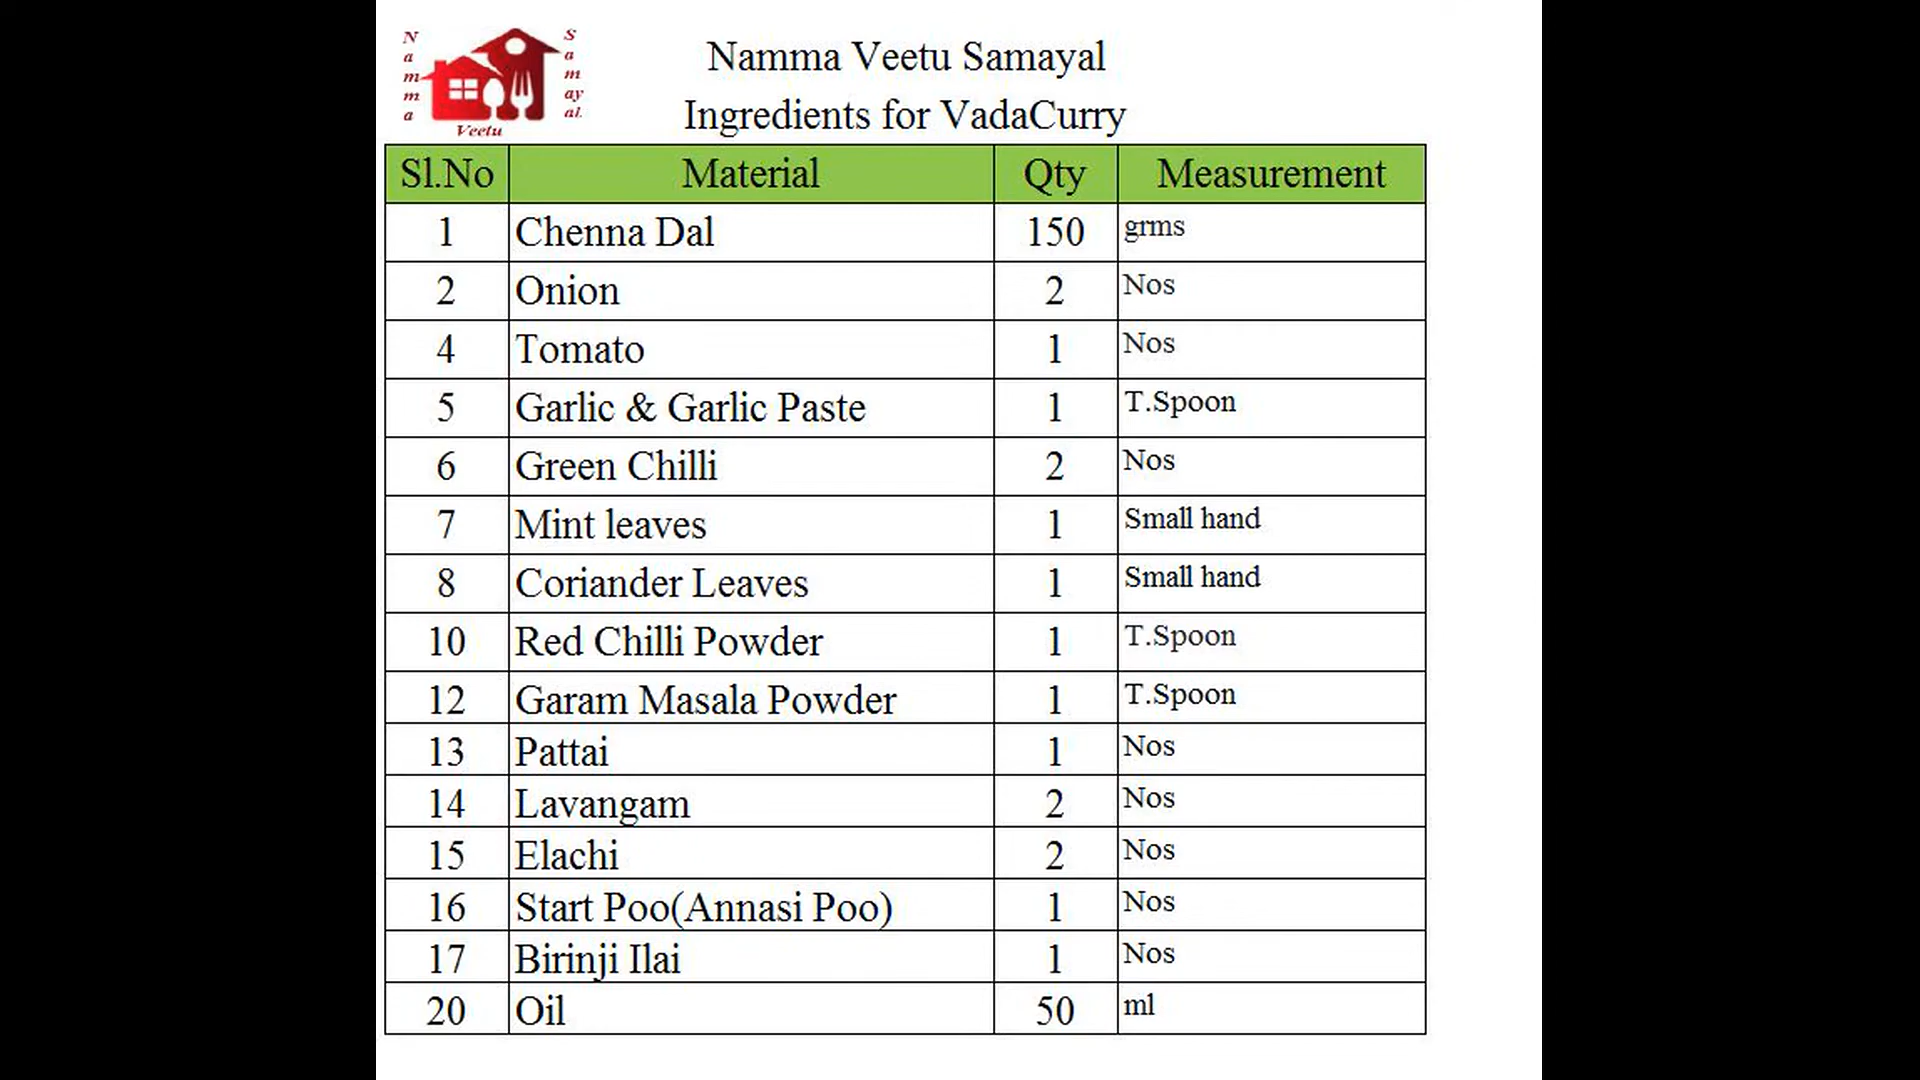 Namma
Veetu
Samayal
Namma Veetu Samayal
Ingredients for VadaCurry
Sl.No Material Qty Measurement
1 Chenna Dal 150 grms
2 Onion 2 Nos
4 Tomato 1 Nos
5 Garlic & Garlic Paste 1 T.Spoon
6 Green Chilli 2 Nos
7 Mint leaves 1 Small hand
8 Coriander Leaves 1 Small hand
10 Red Chilli Powder 1 T.Spoon
12 Garam Masala Powder 1 T.Spoon
13 Pattai 1 Nos
14 Lavangam 2 Nos
15 Elachi 2 Nos
16 Start Poo(Annasi Poo) 1 Nos
17 Birinji Ilai 1 Nos
20 Oil 50 ml